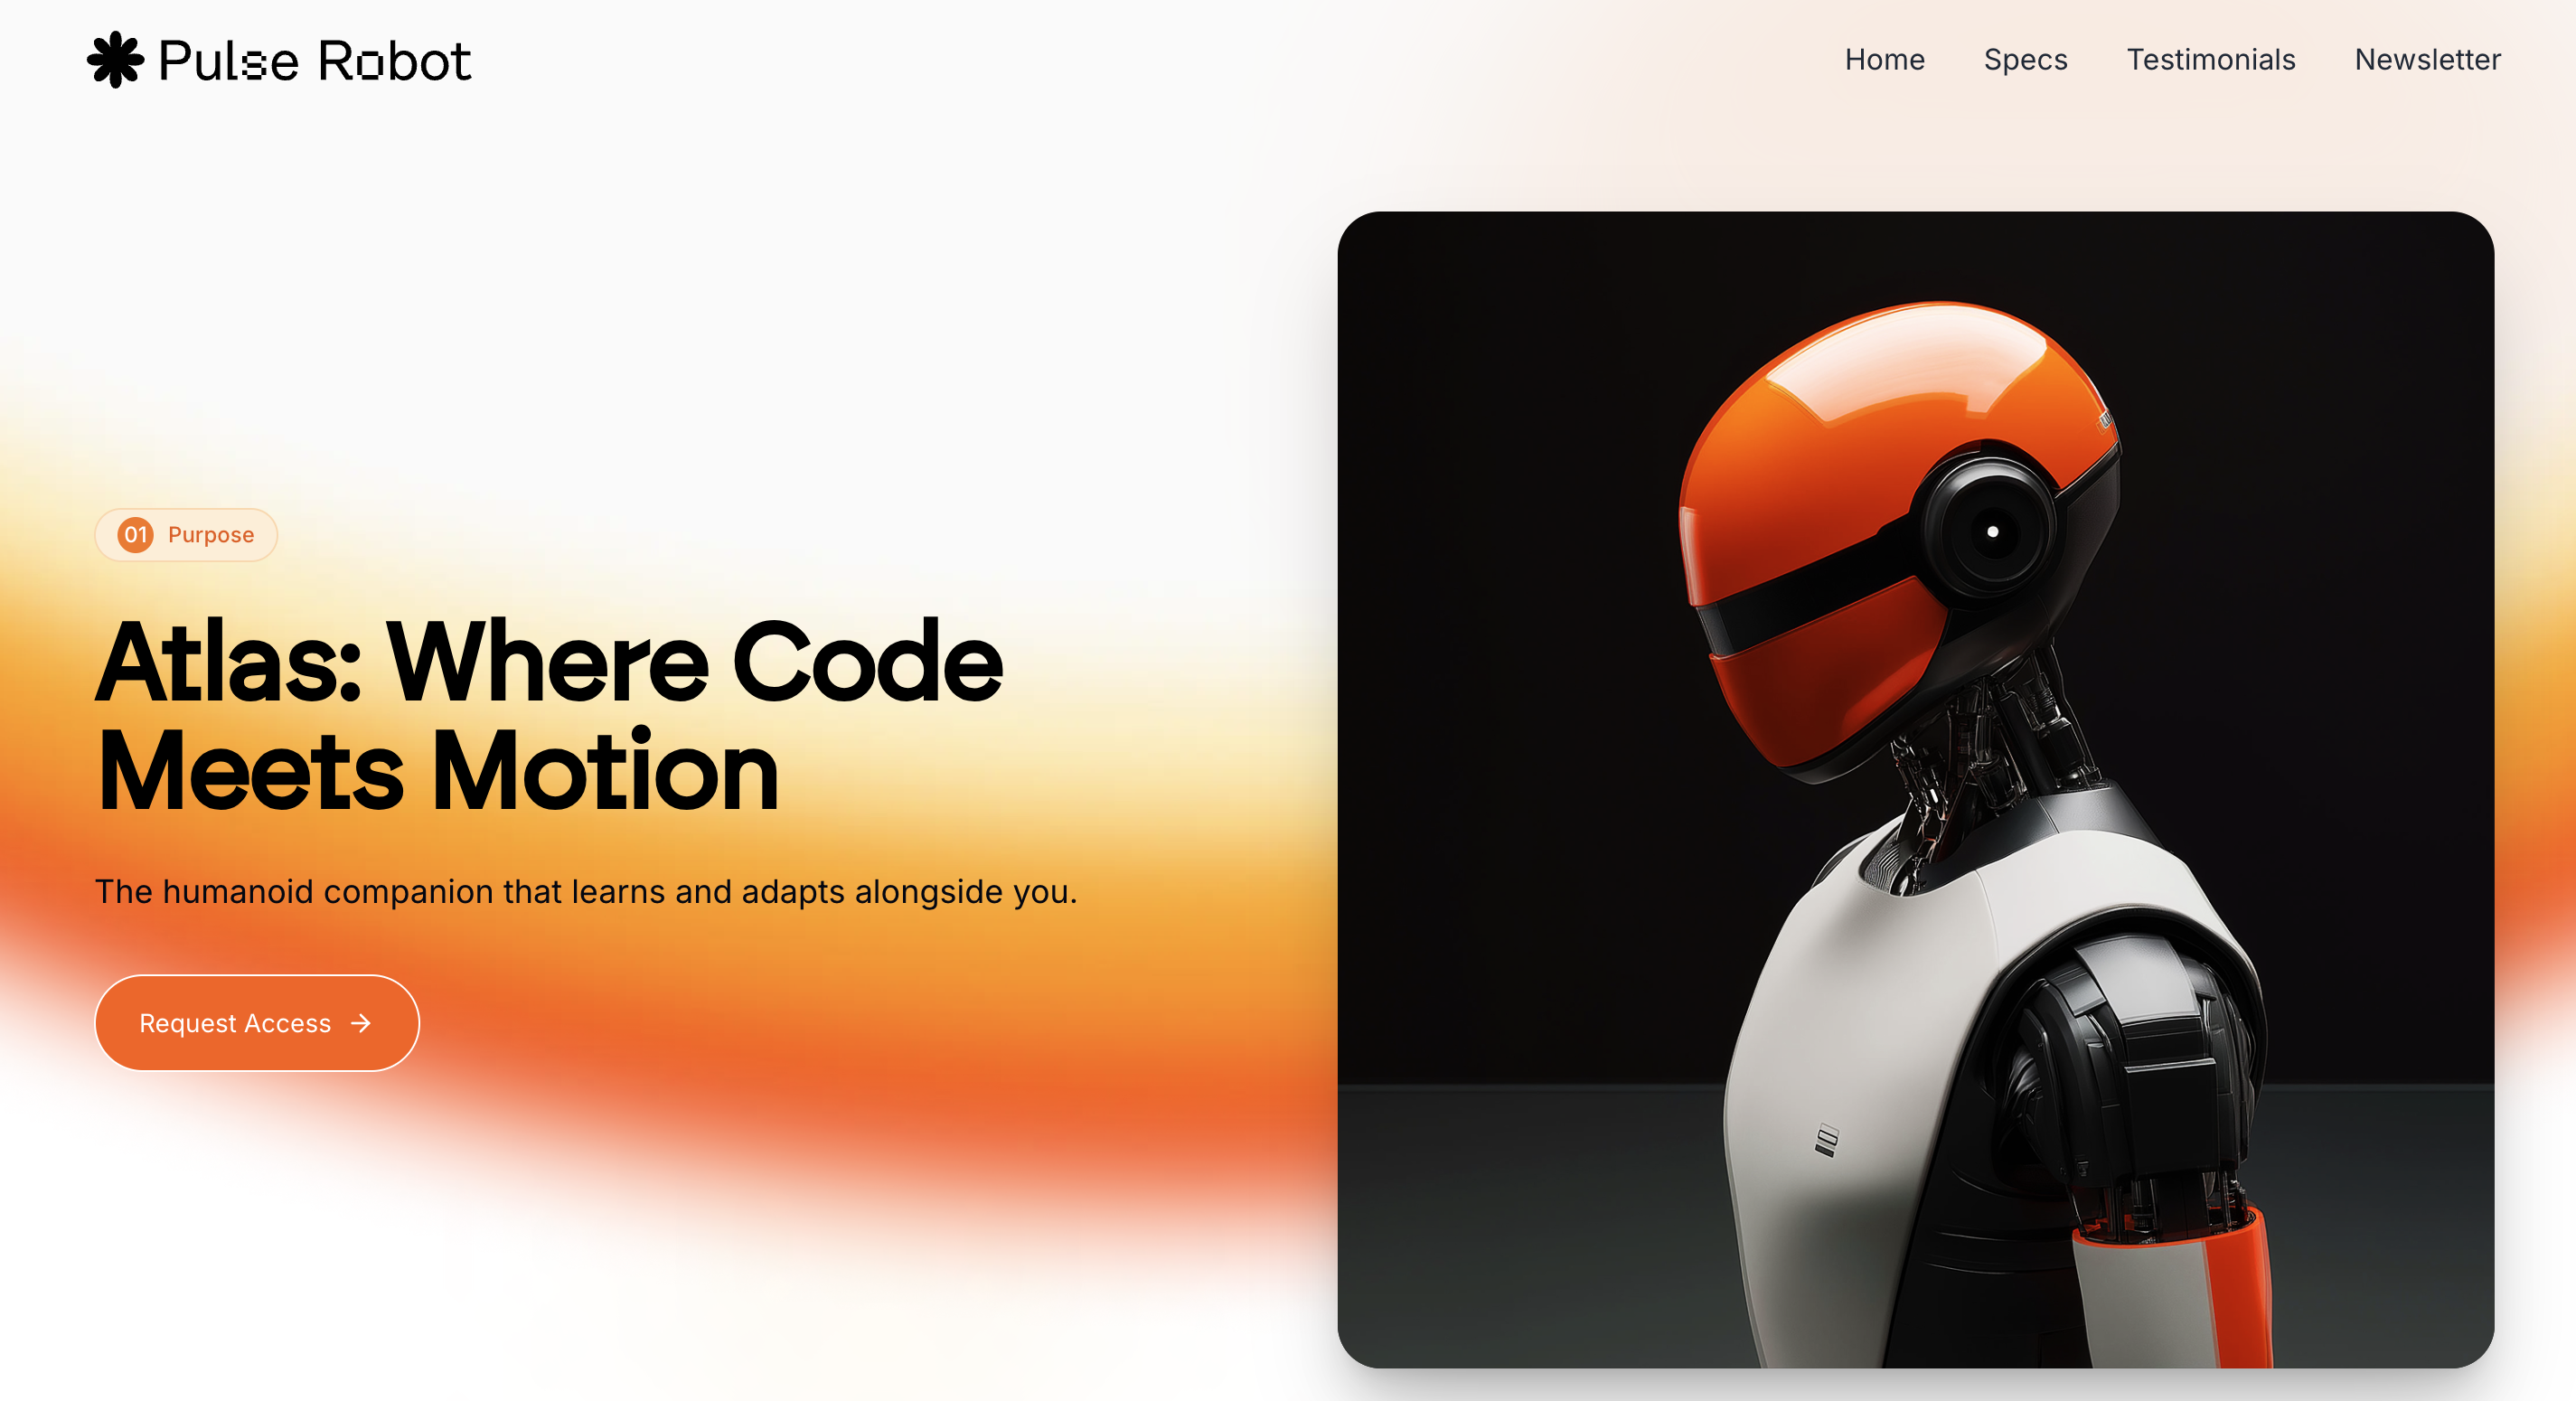 Pulse Robot
Home
Specs
Testimonials
Newsletter
01 Purpose
Atlas: Where Code
Meets Motion
The humanoid companion that learns and adapts alongside you.
Request Access →